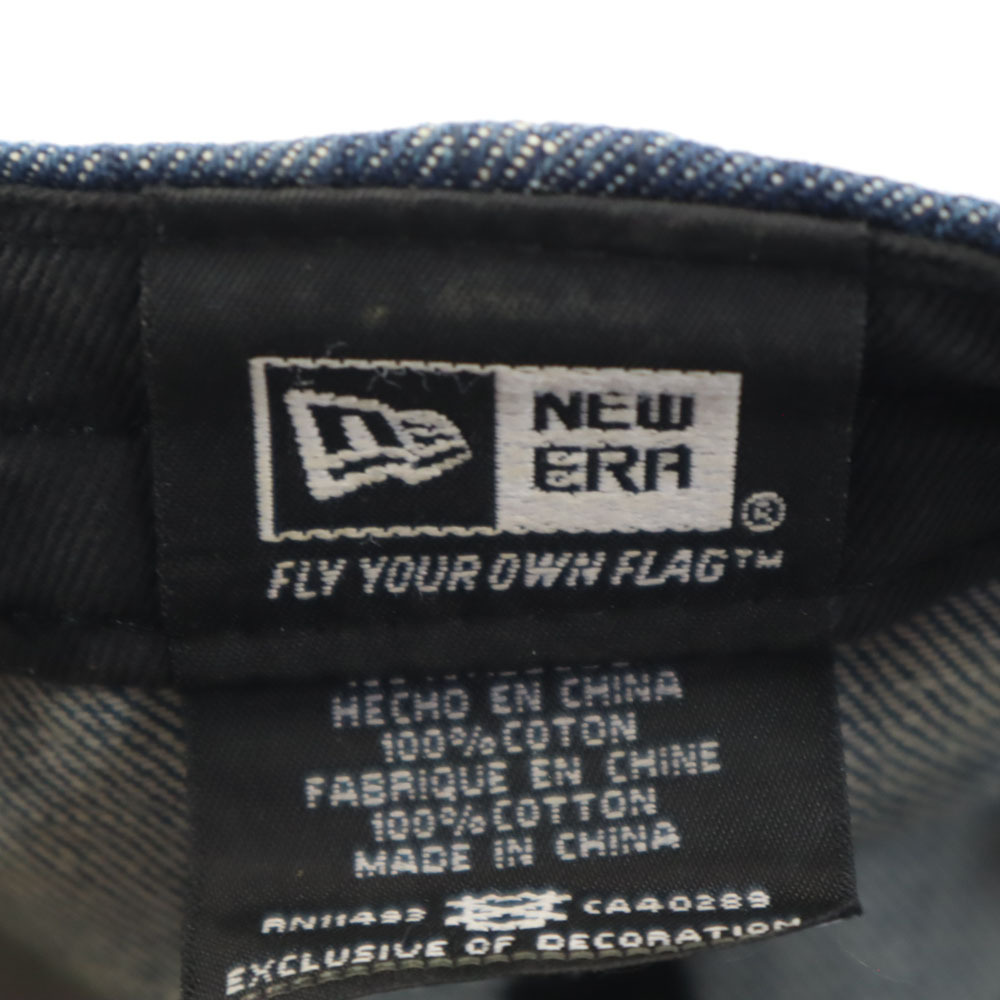 NEW
ERA
®
FLY YOUR OWN FLAG™
HECHO EN CHINA
100% COTON
FABRIQUE EN CHINE
100% COTTON
MADE IN CHINA
RN11493 CA40289
EXCLUSIVE OF DECORATION